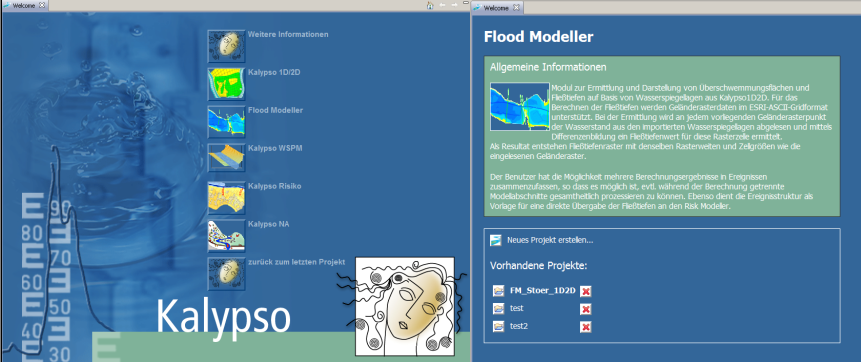 Welcome
Weitere Informationen
Kalypso 1D/2D
Flood Modeller
Kalypso WSPM
Kalypso Risiko
Kalypso NA
zurück zum letzten Projekt
Kalypso
E 90
80
70
60
50
40
30
Welcome
Flood Modeller
Allgemeine Informationen
Modul zur Ermittlung und Darstellung von Überschwemmungsflächen und
Fließtiefen auf Basis von Wasserspiegellagen aus Kalypso1D2D. Für das
Berechnen der Fließtiefen werden Geländerasterdaten im ESRI-ASCII-Gridformat
unterstützt. Bei der Ermittlung wird an jedem vorliegenden Geländerasterpunkt
der Wasserstand aus den importierten Wasserspiegellagen abgelesen und mittels
Differenzenbildung ein Fließtiefenwert für diese Rasterzelle ermittelt.
Als Resultat entstehen Fließtiefenraster mit denselben Rasterweiten und Zellgrößen wie die
eingelesenen Geländeraster.
Der Benutzer hat die Möglichkeit mehrere Berechnungsergebnisse in Ereignissen
zusammenzufassen, so dass es möglich ist, evtl. während der Berechnung getrennte
Modellabschnitte gesamtheitlich prozessieren zu können. Ebenso dient die Ereignisstruktur als
Vorlage für eine direkte Übergabe der Fließtiefen an den Risk Modeller.
Neues Projekt erstellen...
Vorhandene Projekte:
FM_Stoer_1D2D
test
test2